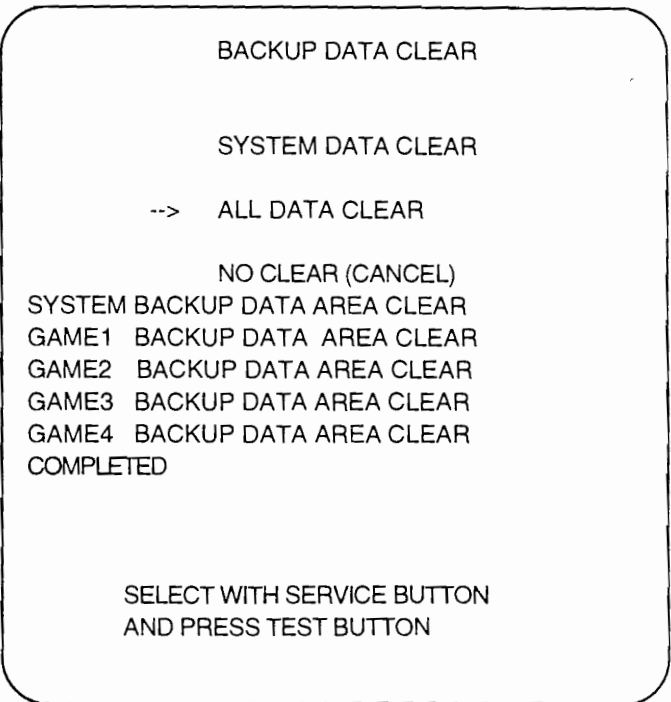 BACKUP DATA CLEAR
SYSTEM DATA CLEAR
--> ALL DATA CLEAR
NO CLEAR (CANCEL)
SYSTEM BACKUP DATA AREA CLEAR
GAME1 BACKUP DATA AREA CLEAR
GAME2 BACKUP DATA AREA CLEAR
GAME3 BACKUP DATA AREA CLEAR
GAME4 BACKUP DATA AREA CLEAR
COMPLETED
SELECT WITH SERVICE BUTTON
AND PRESS TEST BUTTON